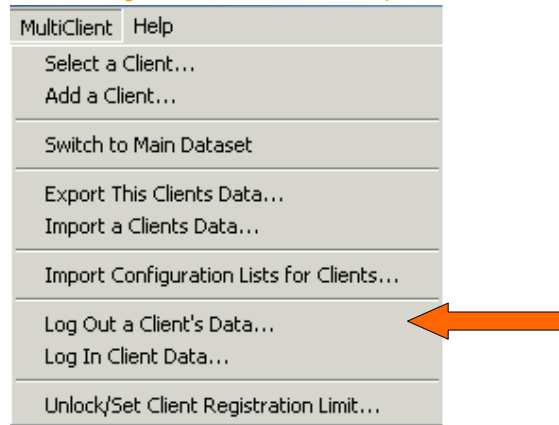 MultiClient Help
Select a Client...
Add a Client...
Switch to Main Dataset
Export This Clients Data...
Import a Clients Data...
Import Configuration Lists for Clients...
Log Out a Client's Data...
Log In Client Data...
Unlock/Set Client Registration Limit...